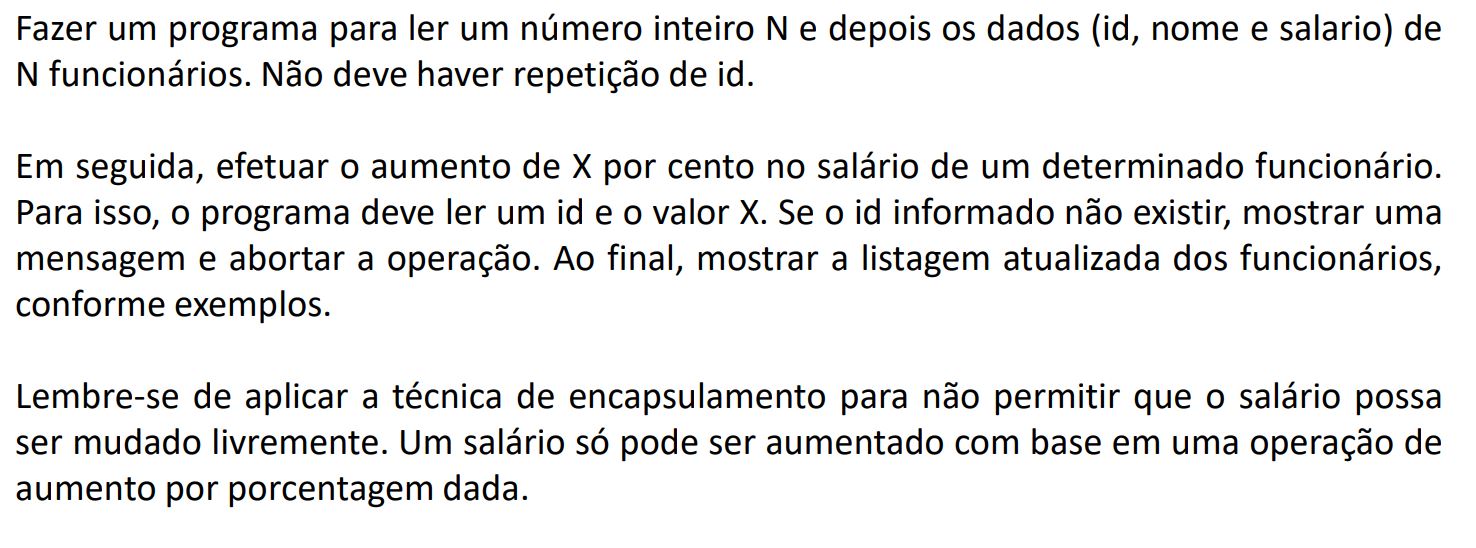 Fazer um programa para ler um número inteiro N e depois os dados (id, nome e salario) de
N funcionários. Não deve haver repetição de id.
Em seguida, efetuar o aumento de X por cento no salário de um determinado funcionário.
Para isso, o programa deve ler um id e o valor X. Se o id informado não existir, mostrar uma
mensagem e abortar a operação. Ao final, mostrar a listagem atualizada dos funcionários,
conforme exemplos.
Lembre-se de aplicar a técnica de encapsulamento para não permitir que o salário possa
ser mudado livremente. Um salário só pode ser aumentado com base em uma operação de
aumento por porcentagem dada.